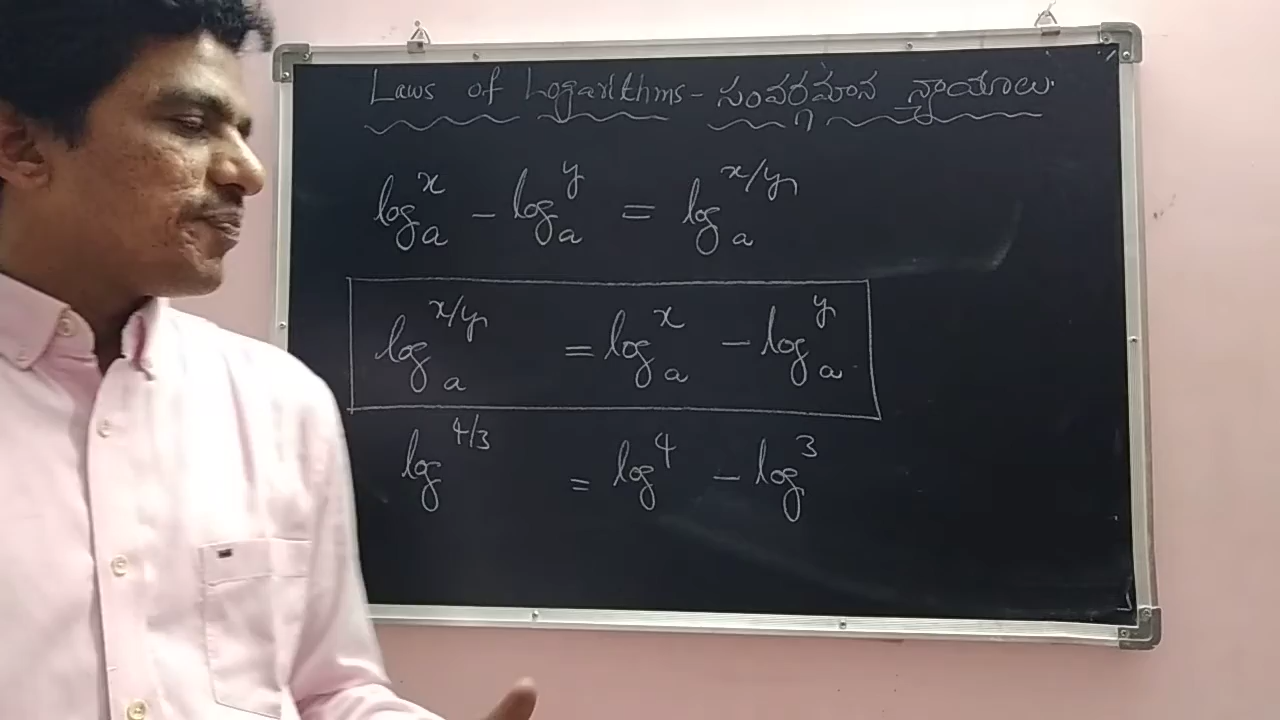 Laws of Logarithms - సంవర్గమాన న్యాయాలు.
log_a^x - log_a^y = log_a^x/y
log_a^x/y = log_a^x - log_a^y.
log^4/3 = log^4 - log^3